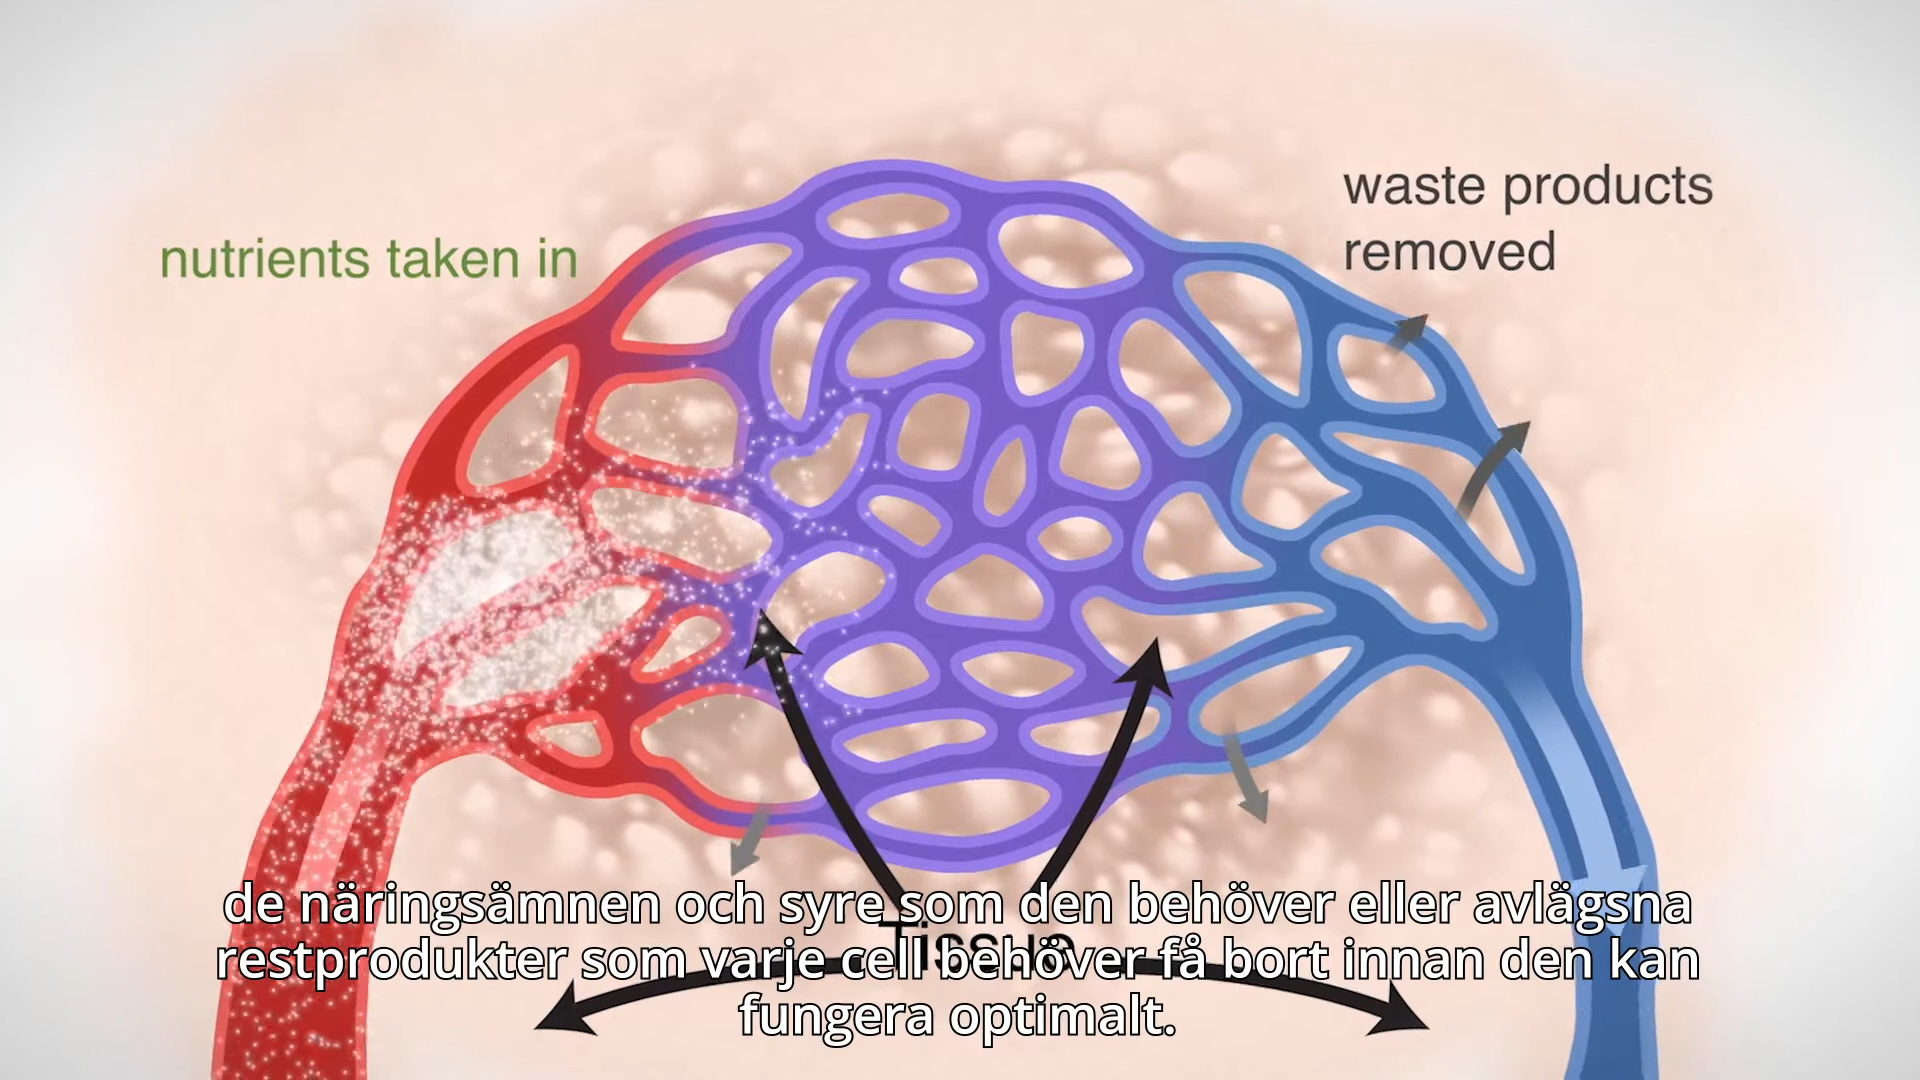 waste products
removed
nutrients taken in
Tissue
de näringsämnen och syre som den behöver eller avlägsna
restprodukter som varje cell behöver få bort innan den kan
fungera optimalt.